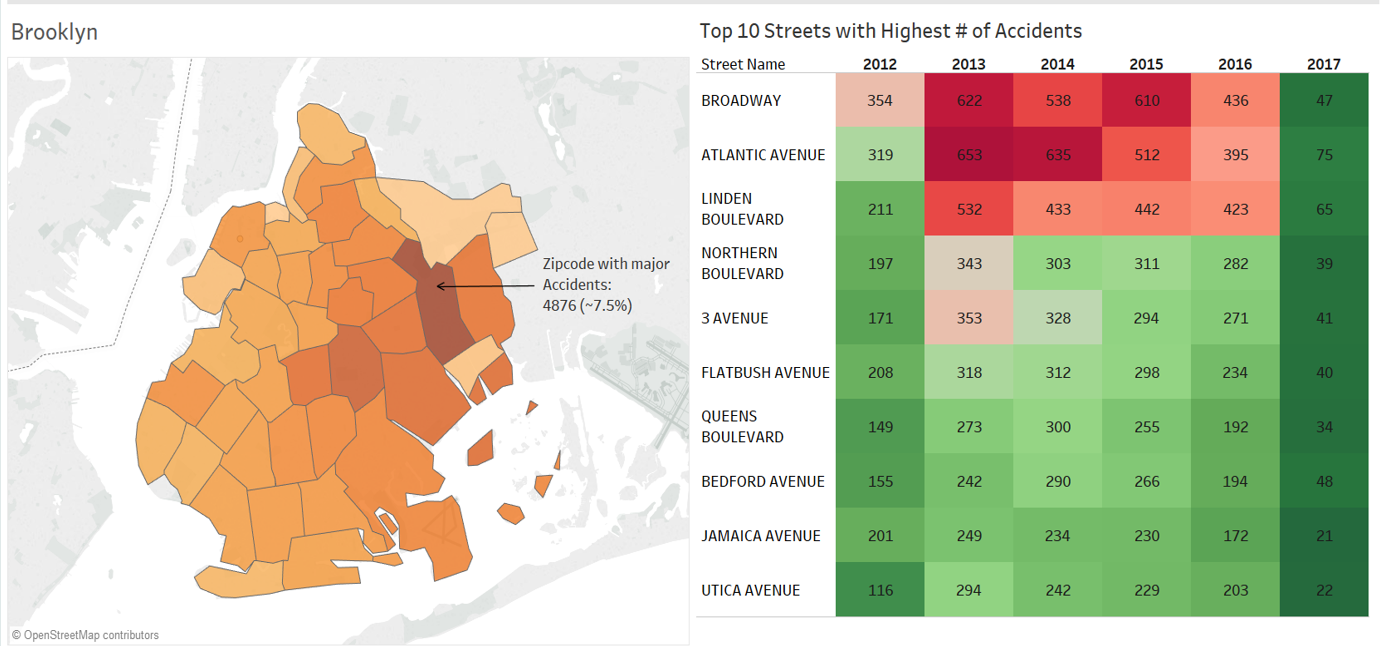 Brooklyn
Zipcode with major
Accidents:
4876 (~7.5%)
© OpenStreetMap contributors
Top 10 Streets with Highest # of Accidents
Street Name 2012 2013 2014 2015 2016 2017
BROADWAY 354 622 538 610 436 47
ATLANTIC AVENUE 319 653 635 512 395 75
LINDEN
BOULEVARD 211 532 433 442 423 65
NORTHERN
BOULEVARD 197 343 303 311 282 39
3 AVENUE 171 353 328 294 271 41
FLATBUSH AVENUE 208 318 312 298 234 40
QUEENS
BOULEVARD 149 273 300 255 192 34
BEDFORD AVENUE 155 242 290 266 194 48
JAMAICA AVENUE 201 249 234 230 172 21
UTICA AVENUE 116 294 242 229 203 22